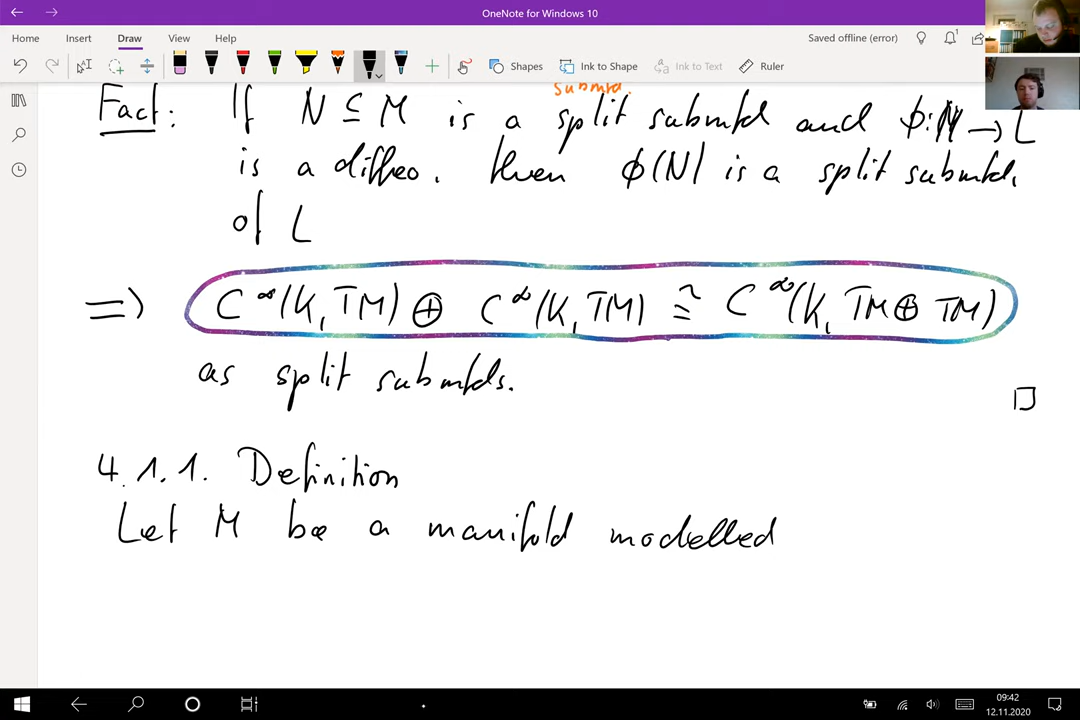 OneNote for Windows 10
Home Insert Draw View Help
Saved offline (error)
Shapes Ink to Shape Ink to Text Ruler
submfd.
Fact: If N ⊆ M is a split submfd and ϕ: M → L
is a diffeo. then ϕ(N) is a split submfd.
of L
=> C^∞(K, TM) ⊕ C^∞(K, TM) ≅ C^∞(K, TM ⊕ TM)
as split submfds.
□
4.1.1. Definition
Let M be a manifold modelled
09:42
12.11.2020